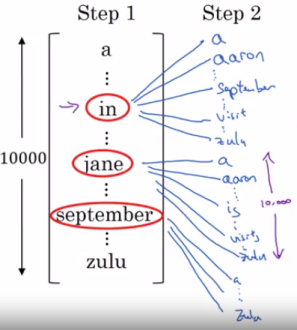 Step 1
Step 2
10000
a
⋮
in
⋮
jane
⋮
september
⋮
zulu
a
aaron
⋮
September
⋮
visit
⋮
zulu
a
aaron
⋮
is
⋮
visits
⋮
zulu
10,000
a
⋮
zulu